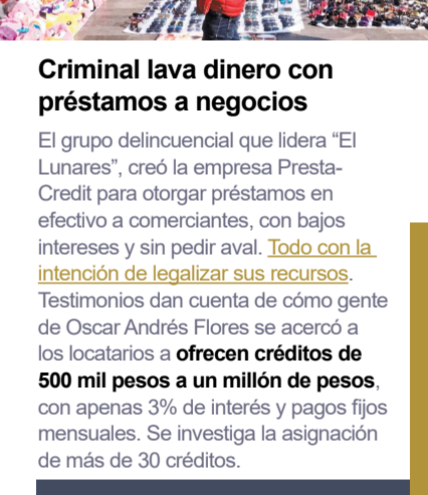 Criminal lava dinero con
préstamos a negocios
El grupo delincuencial que lidera “El
Lunares”, creó la empresa Presta-
Credit para otorgar préstamos en
efectivo a comerciantes, con bajos
intereses y sin pedir aval. Todo con la
intención de legalizar sus recursos.
Testimonios dan cuenta de cómo gente
de Oscar Andrés Flores se acercó a
los locatarios a ofrecen créditos de
500 mil pesos a un millón de pesos,
con apenas 3% de interés y pagos fijos
mensuales. Se investiga la asignación
de más de 30 créditos.